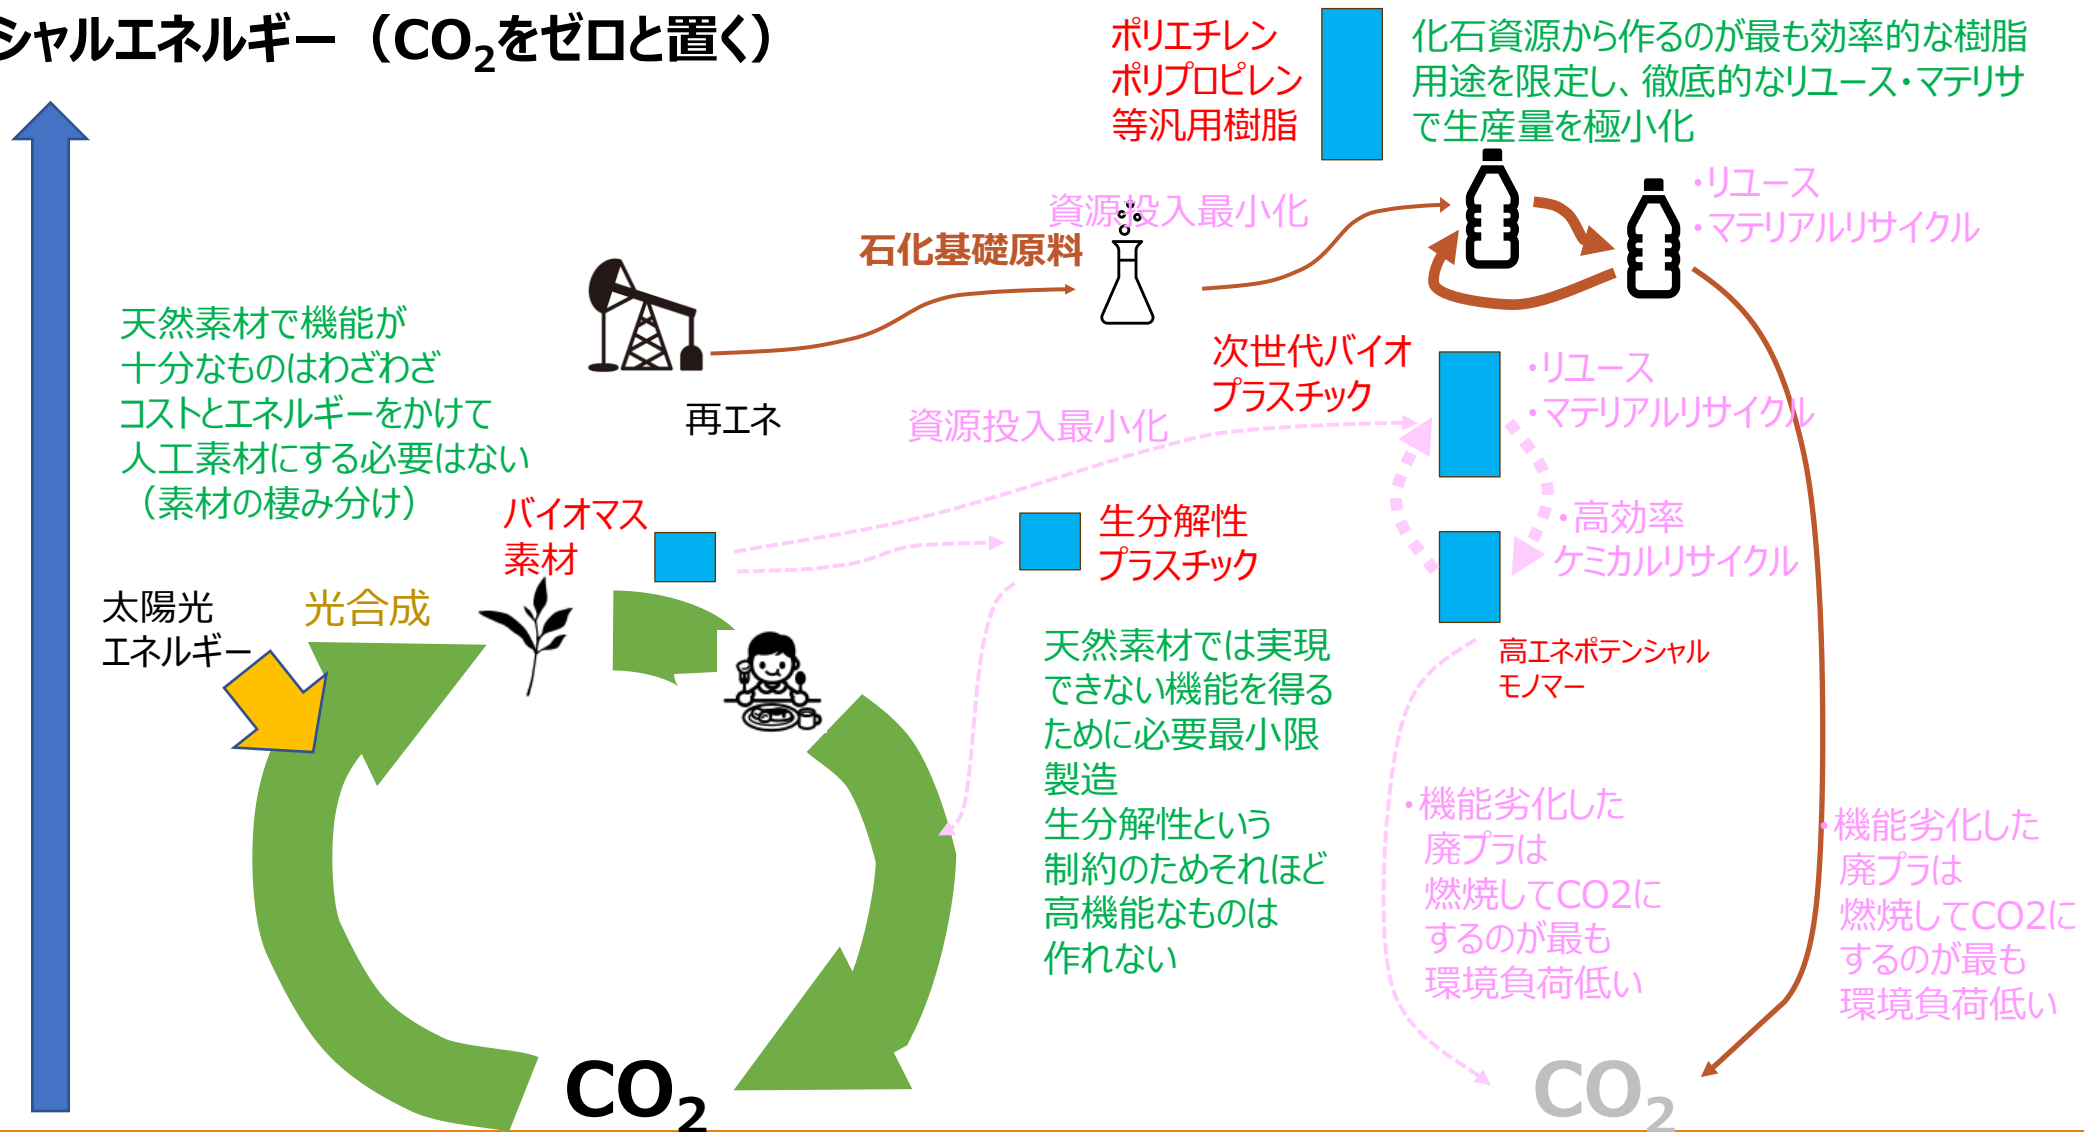 シャルエネルギー（CO₂をゼロと置く）
ポリエチレン
ポリプロピレン
等汎用樹脂
化石資源から作るのが最も効率的な樹脂
用途を限定し、徹底的なリユース・マテリサ
で生産量を極小化
・リユース
・マテリアルリサイクル
資源投入最小化
石化基礎原料
天然素材で機能が
十分なものはわざわざ
コストとエネルギーをかけて
人工素材にする必要はない
（素材の棲み分け）
再エネ
資源投入最小化
次世代バイオ
プラスチック
・リユース
・マテリアルリサイクル
・高効率
ケミカルリサイクル
バイオマス
素材
生分解性
プラスチック
太陽光
エネルギー
光合成
高エネポテンシャル
モノマー
天然素材では実現
できない機能を得る
ために必要最小限
製造
生分解性という
制約のためそれほど
高機能なものは
作れない
・機能劣化した
廃プラは
燃焼してCO2に
するのが最も
環境負荷低い
・機能劣化した
廃プラは
燃焼してCO2に
するのが最も
環境負荷低い
CO₂
CO₂